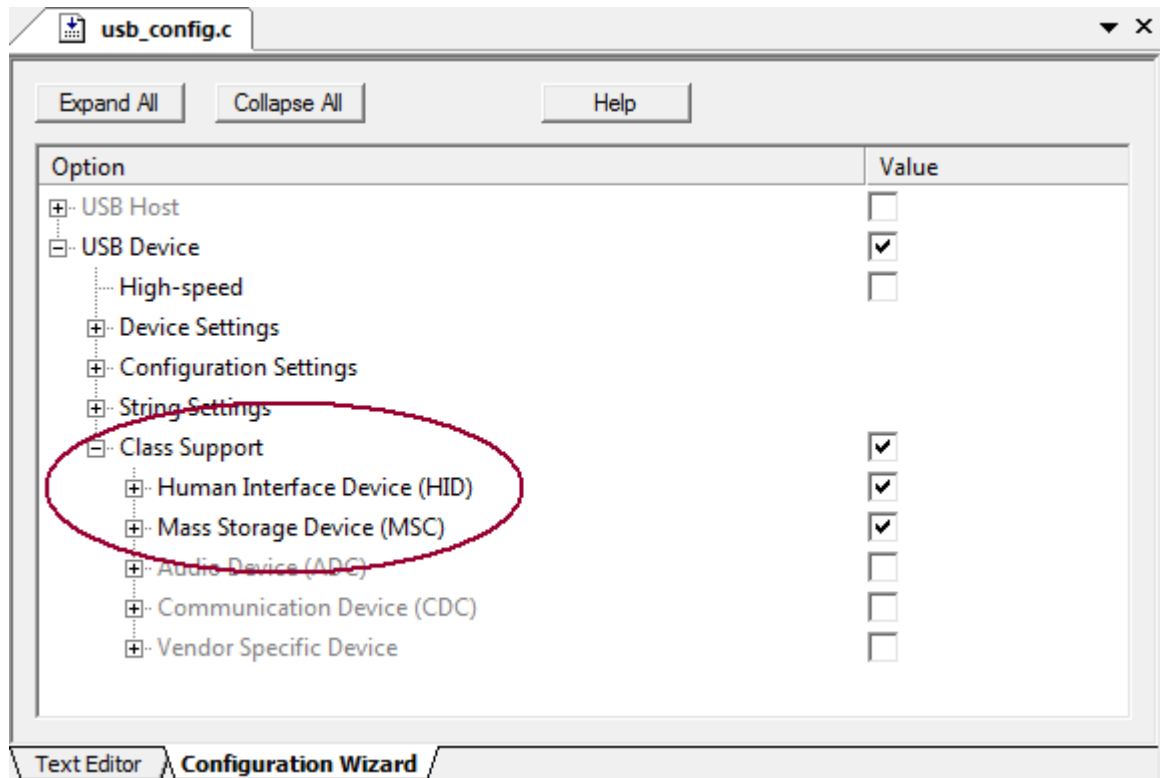 usb_config.c
Expand All Collapse All Help
Option Value
USB Host
USB Device
High-speed
Device Settings
Configuration Settings
String Settings
Class Support
Human Interface Device (HID)
Mass Storage Device (MSC)
Audio Device (ADC)
Communication Device (CDC)
Vendor Specific Device
Text Editor Configuration Wizard